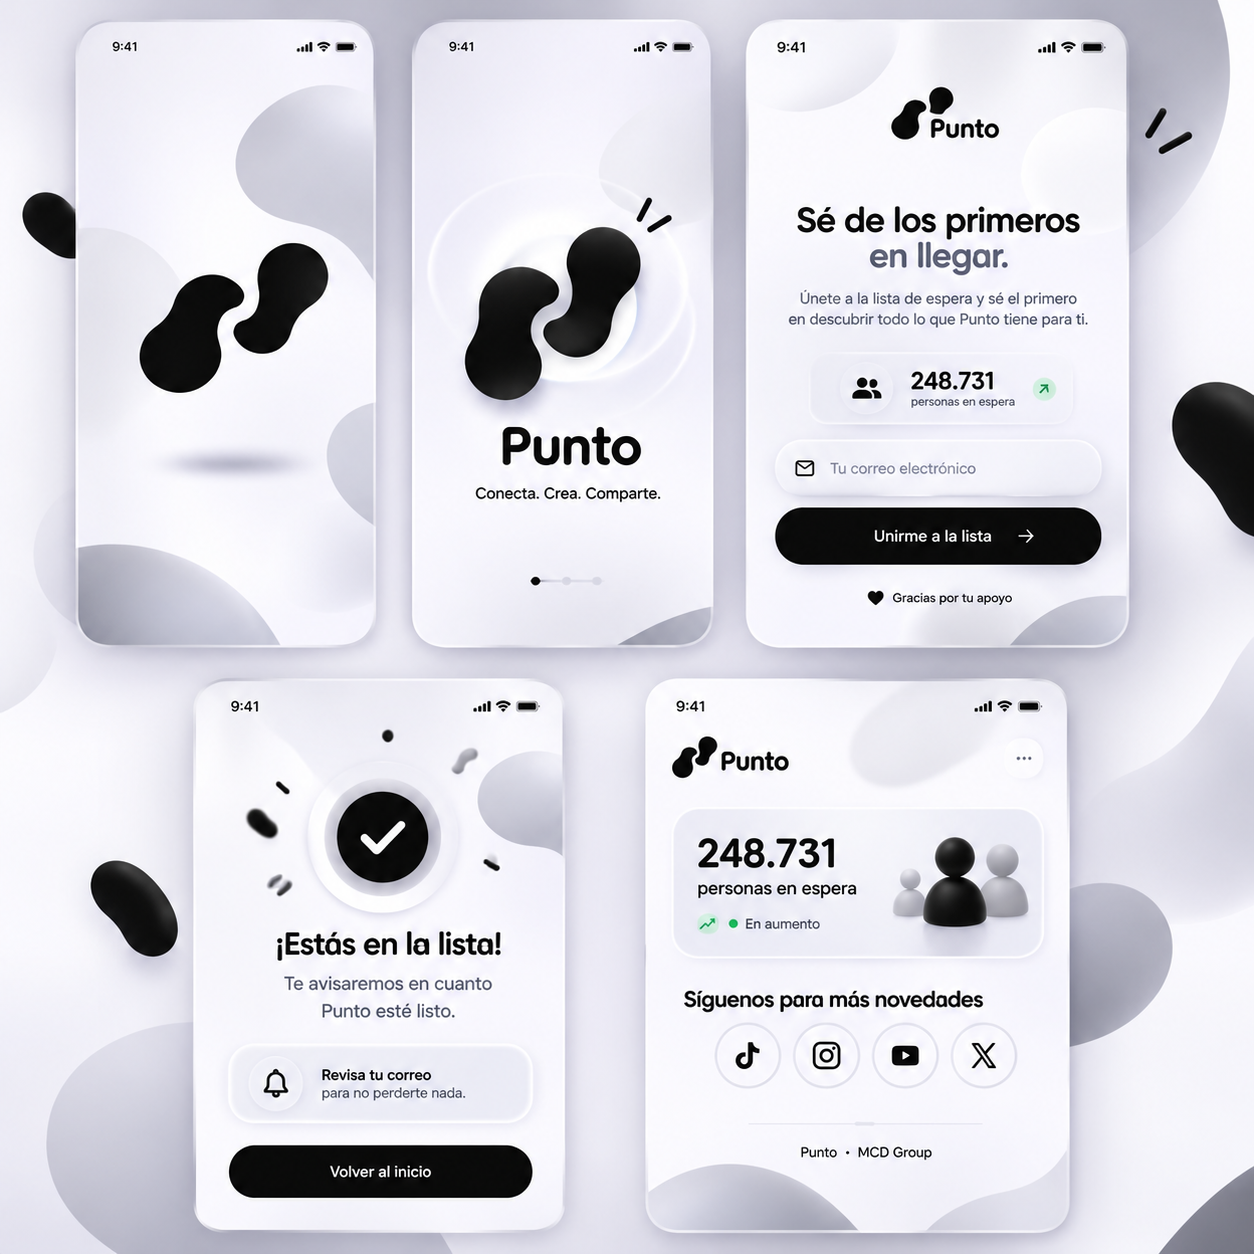 9:41
9:41
Punto
Conecta. Crea. Comparte.
9:41
Punto
Sé de los primeros
en llegar.
Únete a la lista de espera y sé el primero
en descubrir todo lo que Punto tiene para ti.
248.731
personas en espera
Tu correo electrónico
Unirme a la lista
Gracias por tu apoyo
9:41
¡Estás en la lista!
Te avisaremos en cuanto
Punto esté listo.
Revisa tu correo
para no perderte nada.
Volver al inicio
9:41
Punto
248.731
personas en espera
En aumento
Síguenos para más novedades
Punto • MCD Group